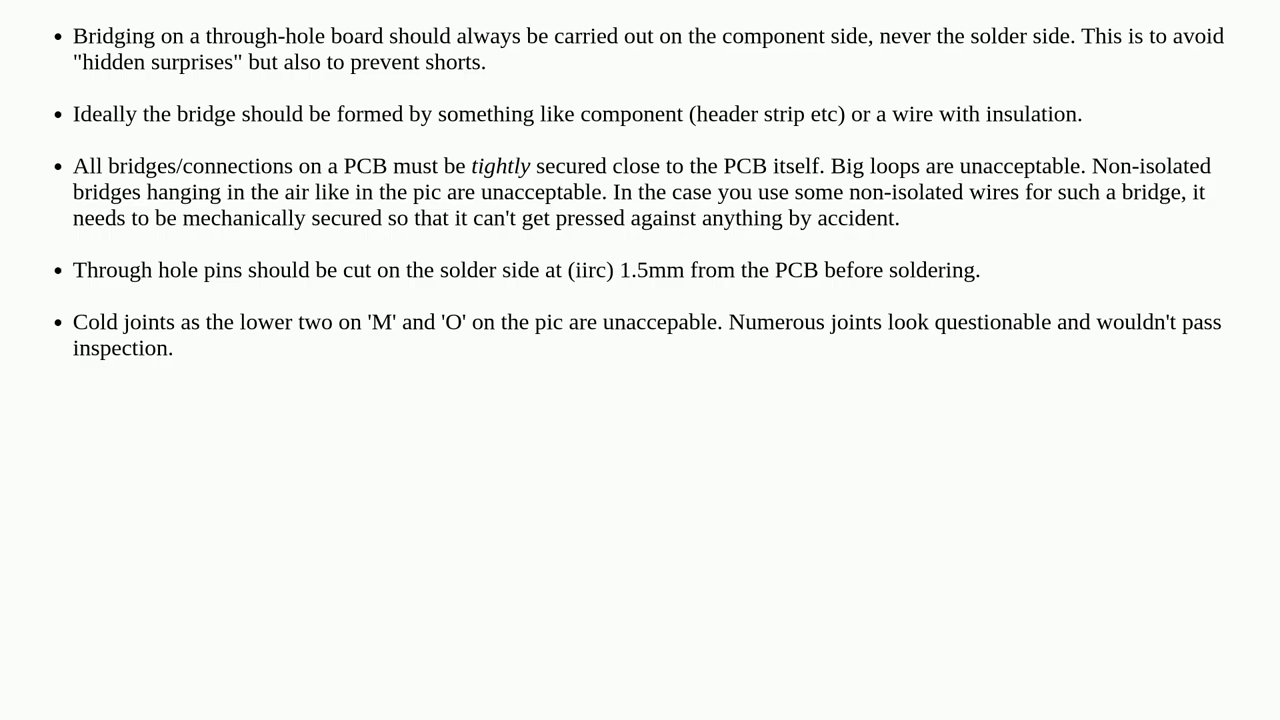 • Bridging on a through-hole board should always be carried out on the component side, never the solder side. This is to avoid
"hidden surprises" but also to prevent shorts.
• Ideally the bridge should be formed by something like component (header strip etc) or a wire with insulation.
• All bridges/connections on a PCB must be tightly secured close to the PCB itself. Big loops are unacceptable. Non-isolated
bridges hanging in the air like in the pic are unacceptable. In the case you use some non-isolated wires for such a bridge, it
needs to be mechanically secured so that it can't get pressed against anything by accident.
• Through hole pins should be cut on the solder side at (iirc) 1.5mm from the PCB before soldering.
• Cold joints as the lower two on 'M' and 'O' on the pic are unaccepable. Numerous joints look questionable and wouldn't pass
inspection.